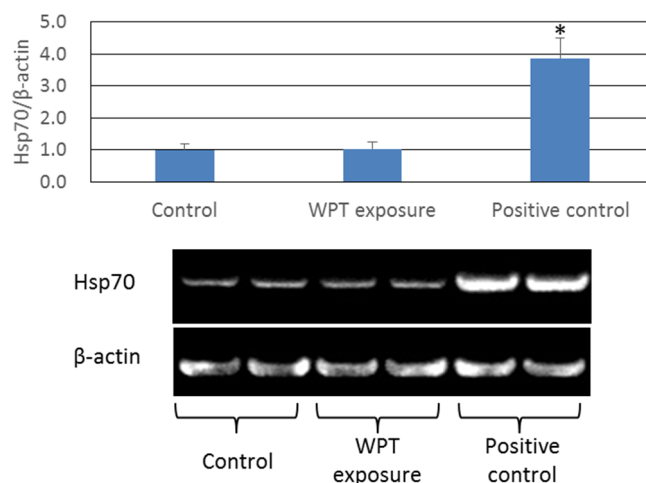 Hsp70/β-actin
5.0
4.0
3.0
2.0
1.0
0.0
*
Control
WPT exposure
Positive control
Hsp70
β-actin
Control
WPT
exposure
Positive
control